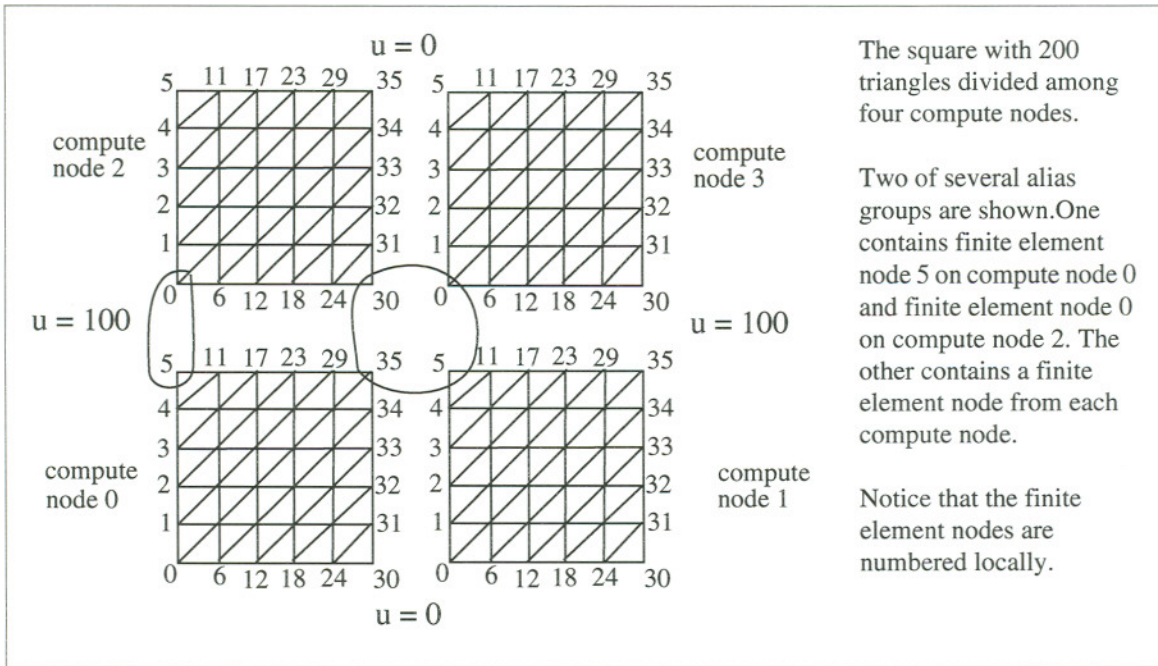 u = 0
5 11 17 23 29 35
4 34
3 33
2 32
1 31
0 6 12 18 24 30
compute
node 2
5 11 17 23 29 35
4 34
3 33
2 32
1 31
0 6 12 18 24 30
compute
node 3
u = 100
u = 100
5 11 17 23 29 35
4 34
3 33
2 32
1 31
0 6 12 18 24 30
compute
node 0
5 11 17 23 29 35
4 34
3 33
2 32
1 31
0 6 12 18 24 30
compute
node 1
u = 0
The square with 200
triangles divided among
four compute nodes.
Two of several alias
groups are shown.One
contains finite element
node 5 on compute node 0
and finite element node 0
on compute node 2. The
other contains a finite
element node from each
compute node.
Notice that the finite
element nodes are
numbered locally.